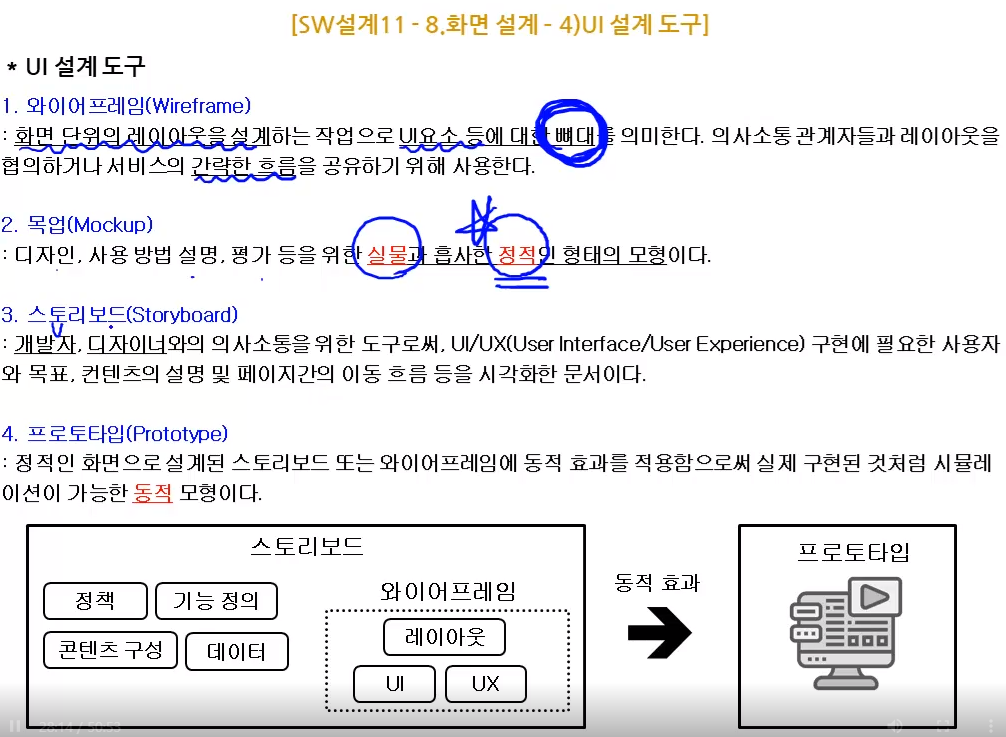 [SW설계11 - 8.화면 설계 - 4)UI 설계 도구]
* UI 설계 도구
1. 와이어프레임(Wireframe)
: 화면 단위의 레이아웃을 설계하는 작업으로 UI요소 등에 대한 뼈대를 의미한다. 의사소통 관계자들과 레이아웃을
협의하거나 서비스의 간략한 흐름을 공유하기 위해 사용한다.
2. 목업(Mockup)
: 디자인, 사용 방법 설명, 평가 등을 위한 실물과 흡사한 정적인 형태의 모형이다.
3. 스토리보드(Storyboard)
: 개발자, 디자이너와의 의사소통을 위한 도구로써, UI/UX(User Interface/User Experience) 구현에 필요한 사용자
와 목표, 컨텐츠의 설명 및 페이지간의 이동 흐름 등을 시각화한 문서이다.
4. 프로토타입(Prototype)
: 정적인 화면으로 설계된 스토리보드 또는 와이어프레임에 동적 효과를 적용함으로써 실제 구현된 것처럼 시뮬레
이션이 가능한 동적 모형이다.
스토리보드
정책
기능 정의
콘텐츠 구성
데이터
와이어프레임
레이아웃
UI
UX
동적 효과
프로토타입
28:14 / 50:53